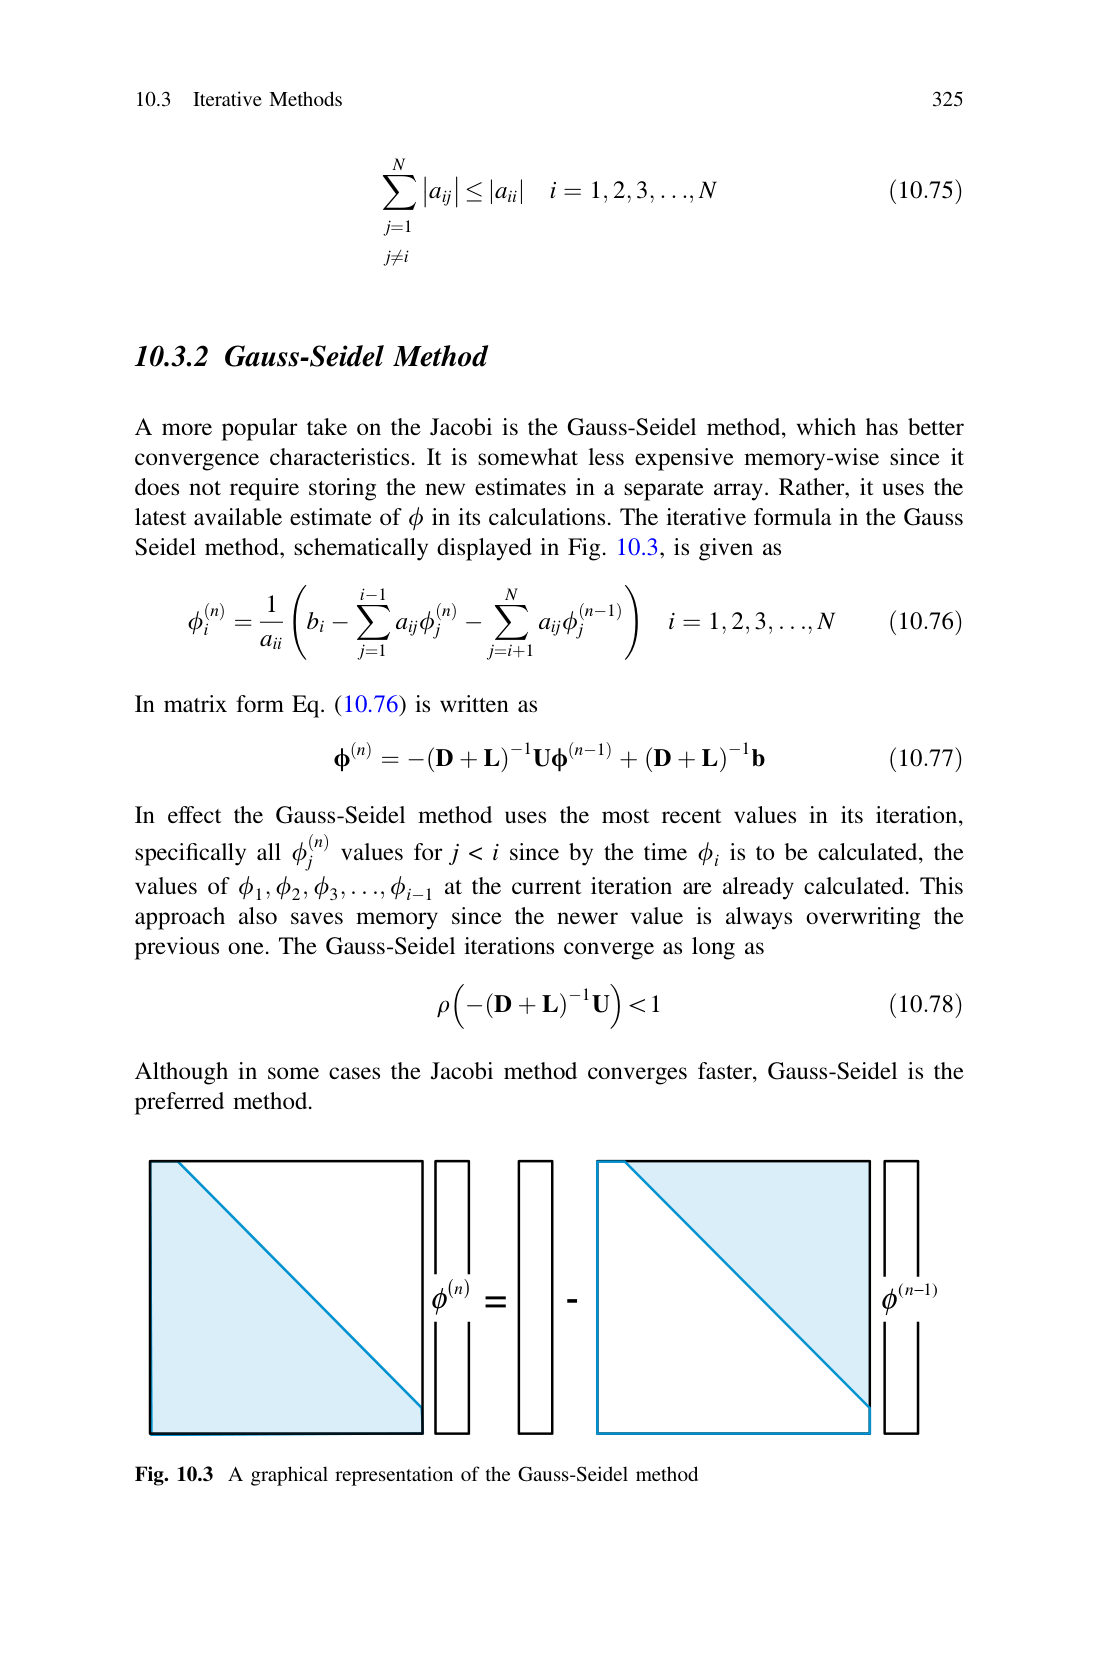 10.3 Iterative Methods 325
\sum_{\substack{j=1 \\ j \neq i}}^{N} |a_{ij}| \leq |a_{ii}| \quad i = 1, 2, 3, \ldots, N (10.75)
10.3.2 Gauss-Seidel Method
A more popular take on the Jacobi is the Gauss-Seidel method, which has better
convergence characteristics. It is somewhat less expensive memory-wise since it
does not require storing the new estimates in a separate array. Rather, it uses the
latest available estimate of ϕ in its calculations. The iterative formula in the Gauss
Seidel method, schematically displayed in Fig. 10.3, is given as
\phi_i^{(n)} = \frac{1}{a_{ii}} \left( b_i - \sum_{j=1}^{i-1} a_{ij} \phi_j^{(n)} - \sum_{j=i+1}^{N} a_{ij} \phi_j^{(n-1)} \right) \quad i = 1, 2, 3, \ldots, N (10.76)
In matrix form Eq. (10.76) is written as
\mathbf{\phi}^{(n)} = -(\mathbf{D} + \mathbf{L})^{-1} \mathbf{U} \mathbf{\phi}^{(n-1)} + (\mathbf{D} + \mathbf{L})^{-1} \mathbf{b} (10.77)
In effect the Gauss-Seidel method uses the most recent values in its iteration,
specifically all \phi_j^{(n)} values for j < i since by the time \phi_i is to be calculated, the
values of \phi_1, \phi_2, \phi_3, \ldots, \phi_{i-1} at the current iteration are already calculated. This
approach also saves memory since the newer value is always overwriting the
previous one. The Gauss-Seidel iterations converge as long as
\rho \left( -(\mathbf{D} + \mathbf{L})^{-1} \mathbf{U} \right) < 1 (10.78)
Although in some cases the Jacobi method converges faster, Gauss-Seidel is the
preferred method.
\phi^{(n)} = - \phi^{(n-1)}
Fig. 10.3 A graphical representation of the Gauss-Seidel method